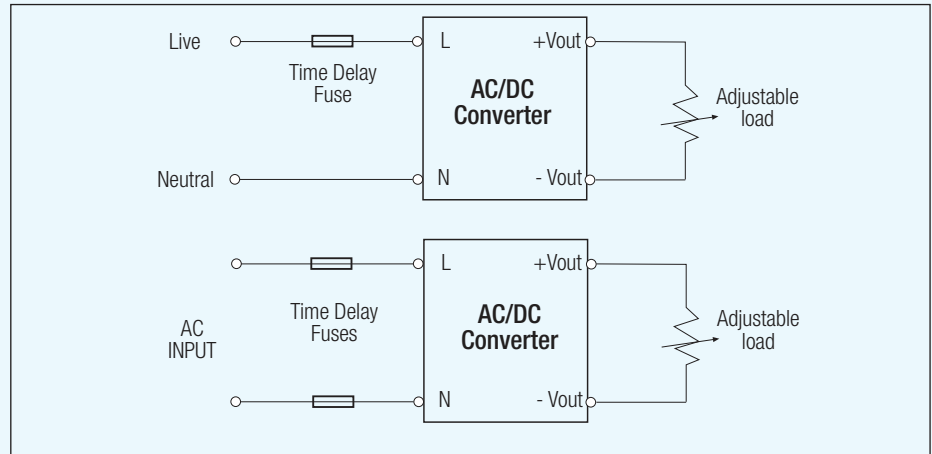 Live
L
+Vout
Time Delay
Fuse
AC/DC
Converter
Adjustable
load
Neutral
N
- Vout
L
+Vout
AC
INPUT
Time Delay
Fuses
AC/DC
Converter
Adjustable
load
N
- Vout